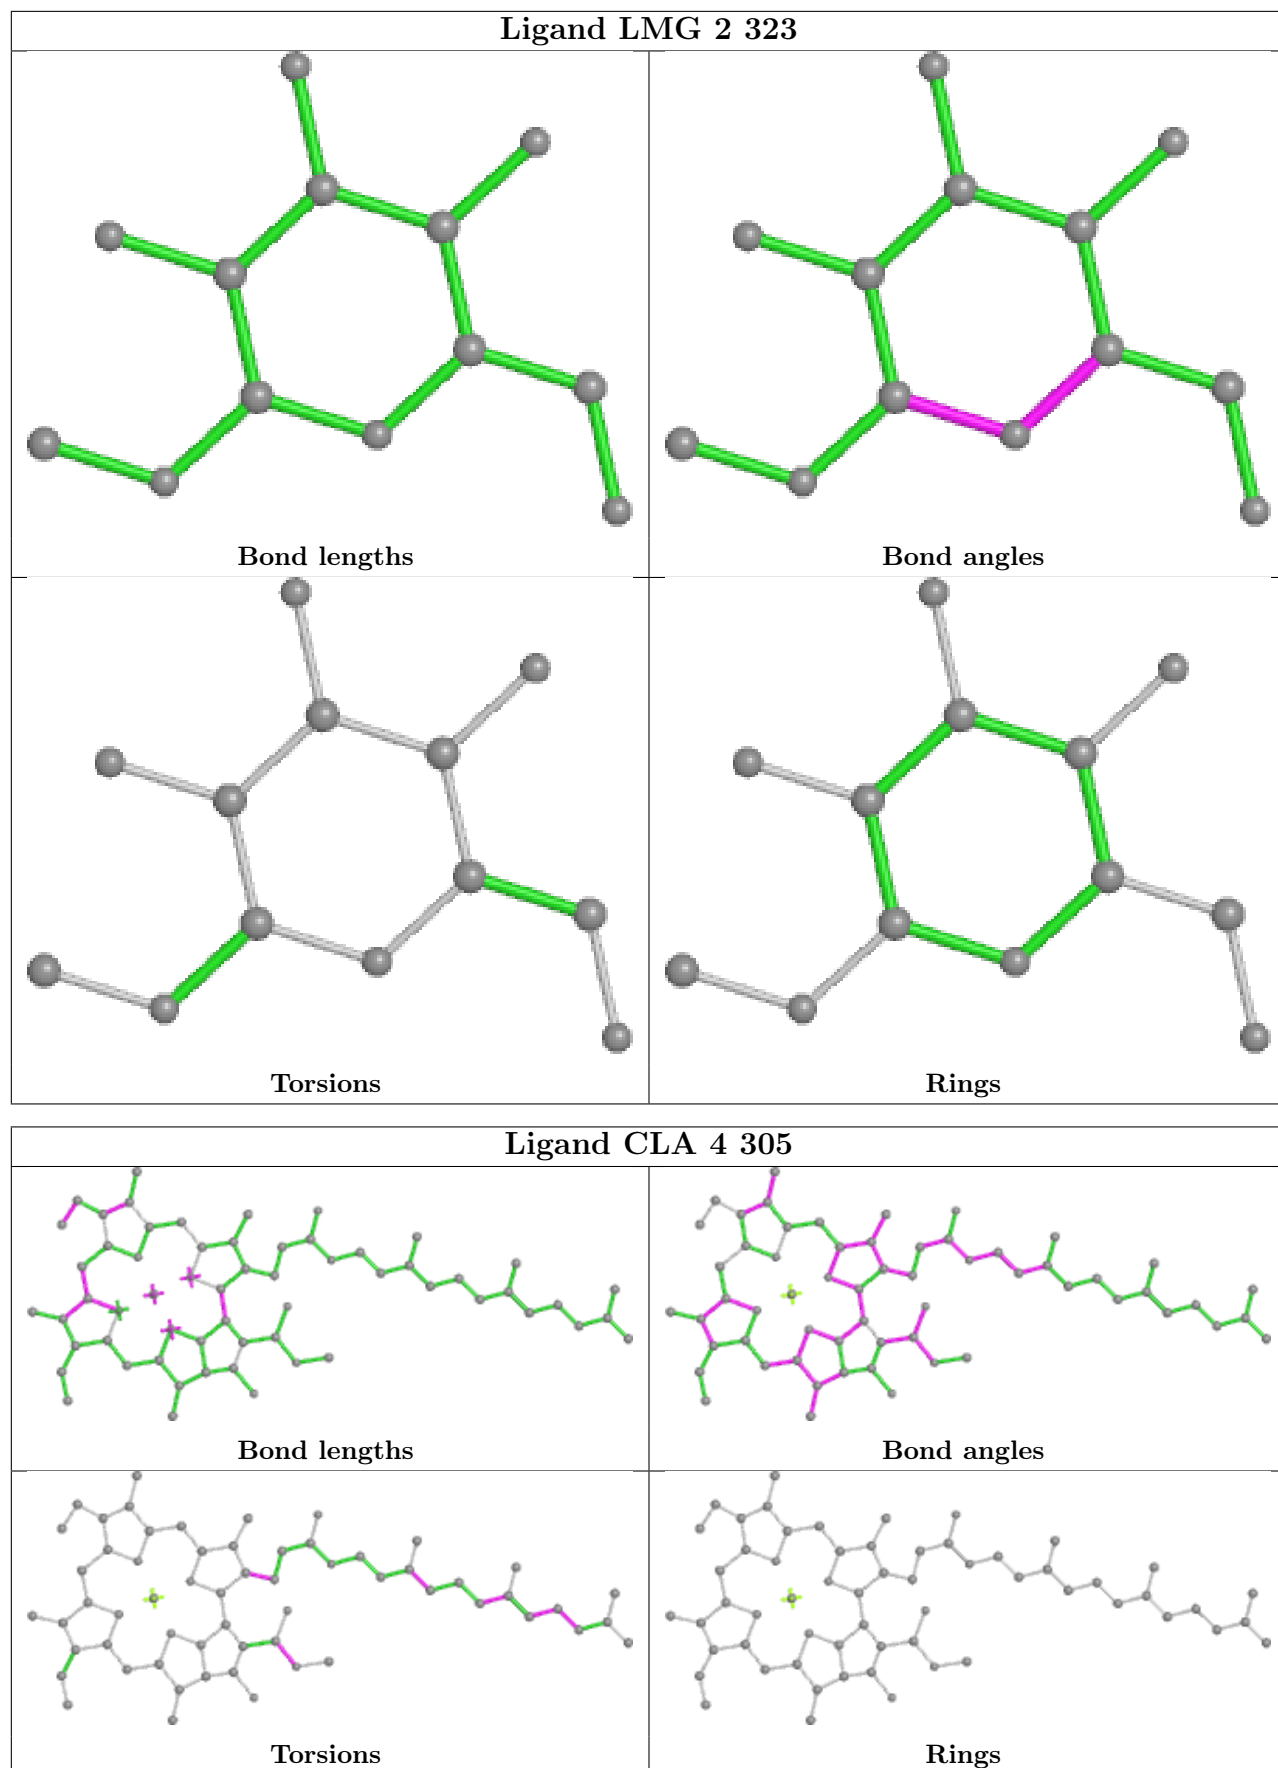 Ligand LMG 2 323
Bond lengths
Bond angles
Torsions
Rings
Ligand CLA 4 305
Bond lengths
Bond angles
Torsions
Rings